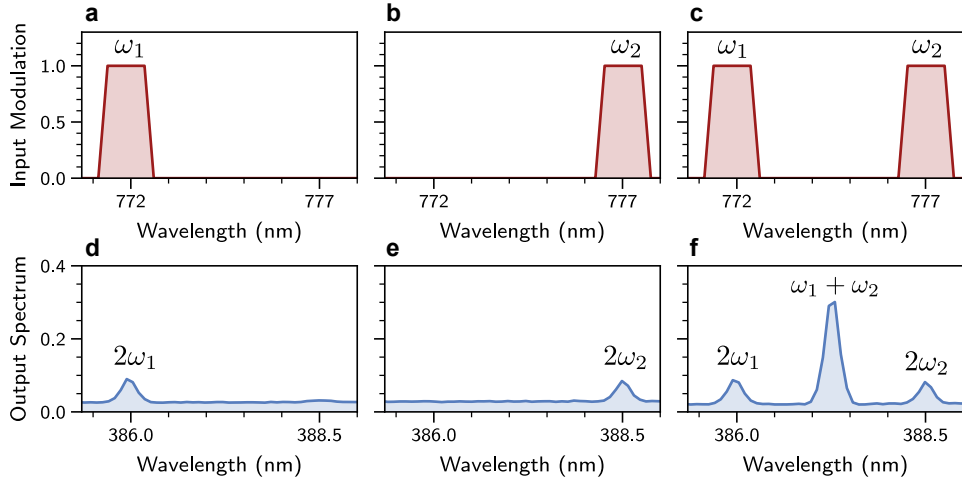 a
b
c
Input Modulation
1.0
0.5
0.0
ω₁
ω₂
ω₁
ω₂
772
777
772
777
772
777
Wavelength (nm)
Wavelength (nm)
Wavelength (nm)
d
e
f
Output Spectrum
0.4
0.2
0.0
2ω₁
2ω₂
ω₁ + ω₂
2ω₁
2ω₂
386.0
388.5
386.0
388.5
386.0
388.5
Wavelength (nm)
Wavelength (nm)
Wavelength (nm)